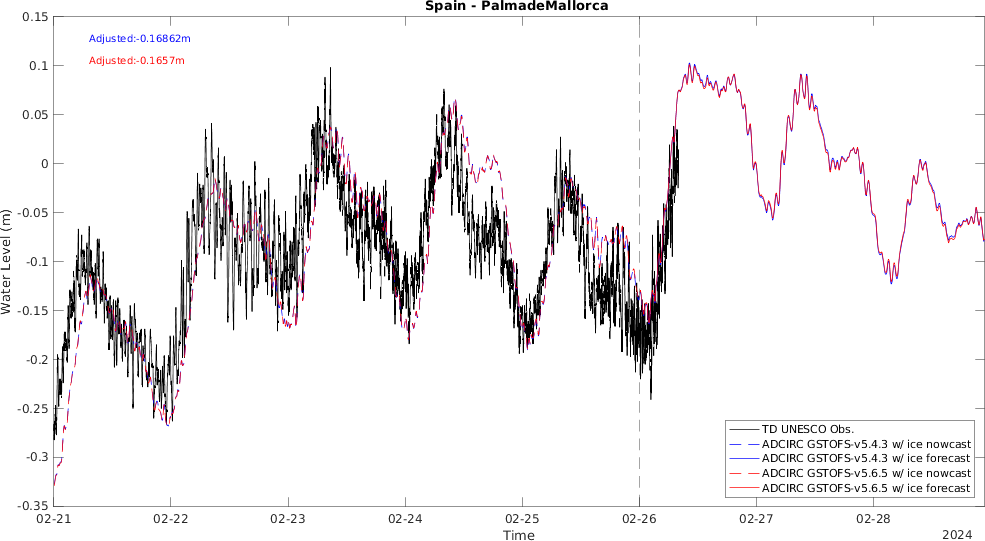 Spain - PalmadeMallorca
0.15
0.1
0.05
0
-0.05
-0.1
-0.15
-0.2
-0.25
-0.3
-0.35
Water Level (m)
Adjusted:-0.16862m
Adjusted:-0.1657m
TD UNESCO Obs.
ADCIRC GSTOFS-v5.4.3 w/ ice nowcast
ADCIRC GSTOFS-v5.4.3 w/ ice forecast
ADCIRC GSTOFS-v5.6.5 w/ ice nowcast
ADCIRC GSTOFS-v5.6.5 w/ ice forecast
02-21 02-22 02-23 02-24 02-25 02-26 02-27 02-28
Time
2024